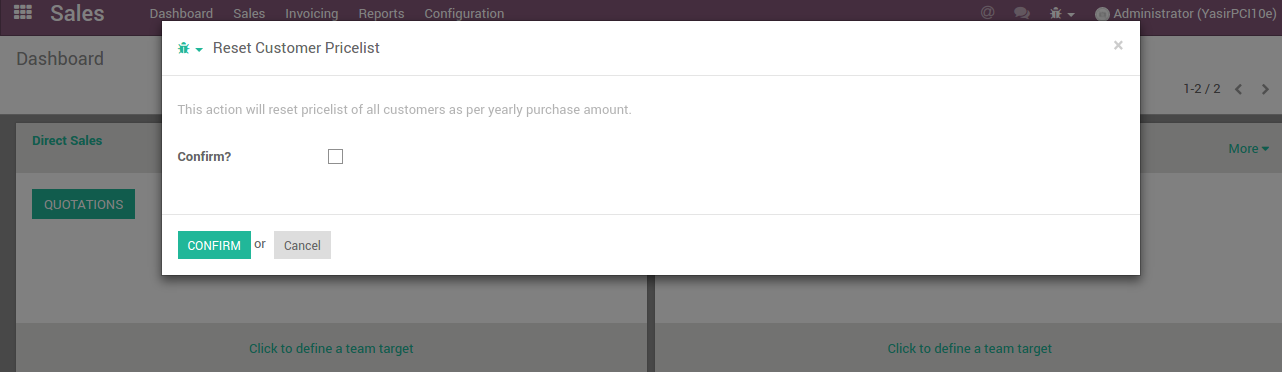 Sales Dashboard Sales Invoicing Reports Configuration @ Administrator (YasirPCI10e)
Reset Customer Pricelist ×
Dashboard
1-2 / 2
This action will reset pricelist of all customers as per yearly purchase amount.
Direct Sales
More
Confirm?
QUOTATIONS
CONFIRM or Cancel
Click to define a team target Click to define a team target